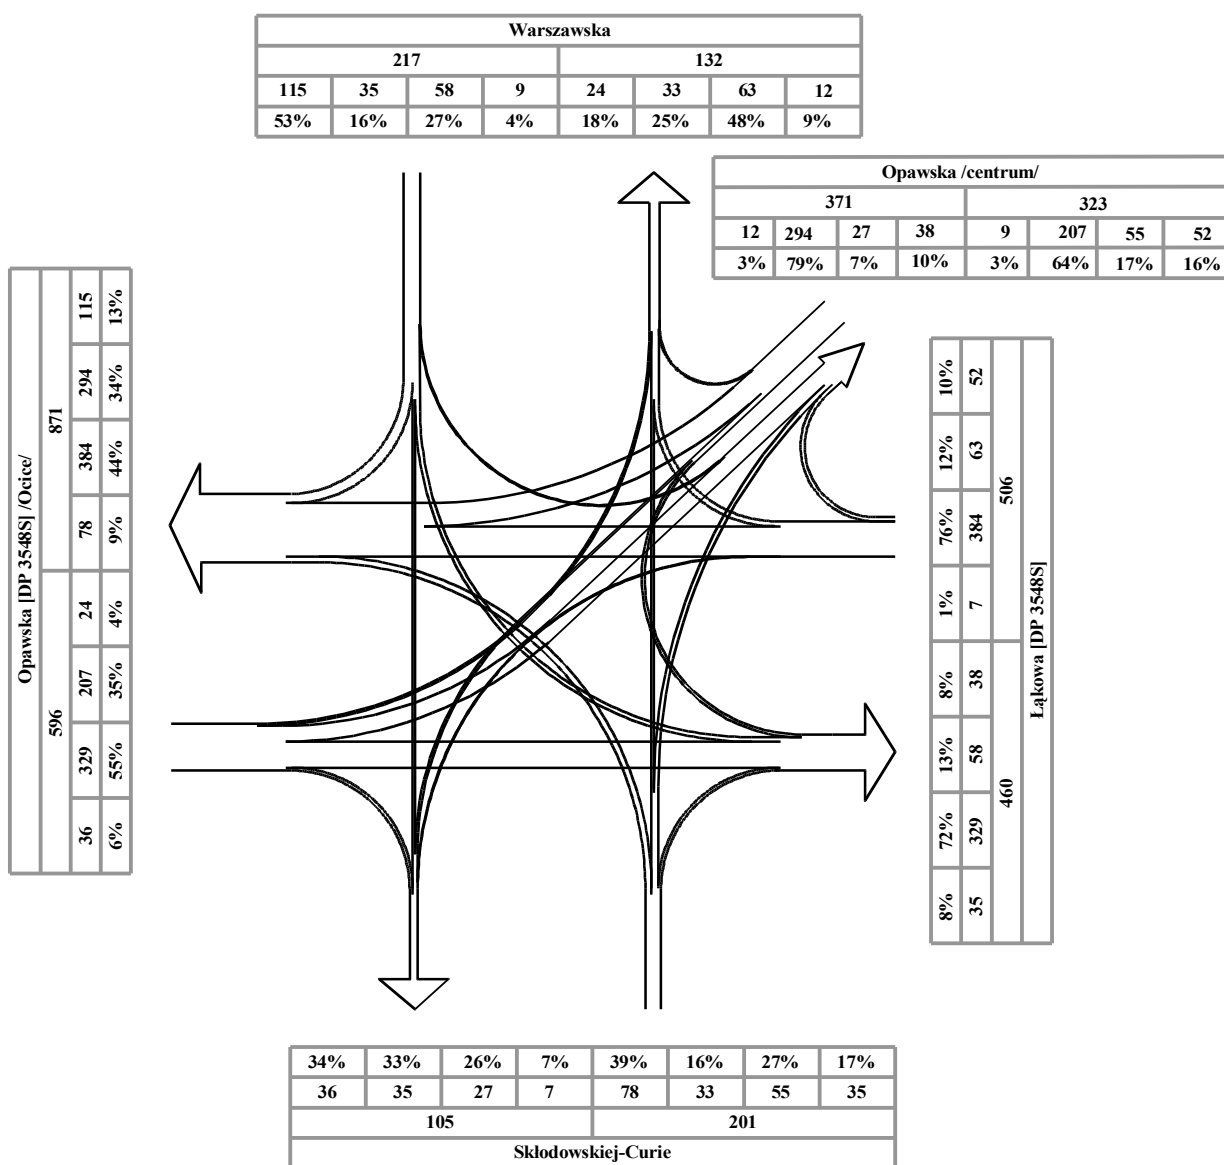 Warszawska
217 132
115 35 58 9 24 33 63 12
53% 16% 27% 4% 18% 25% 48% 9%
Opawska /centrum/
371 323
12 294 27 38 9 207 55 52
3% 79% 7% 10% 3% 64% 17% 16%
Opawska [DP 3548S] /Ocice/
596 871
36 329 207 24 78 384 294 115
6% 55% 35% 4% 9% 44% 34% 13%
8% 72% 13% 8% 1% 76% 12% 10%
35 329 58 38 7 384 63 52
460 506
Łąkowa [DP 3548S]
34% 33% 26% 7% 39% 16% 27% 17%
36 35 27 7 78 33 55 35
105 201
Skłodowskiej-Curie